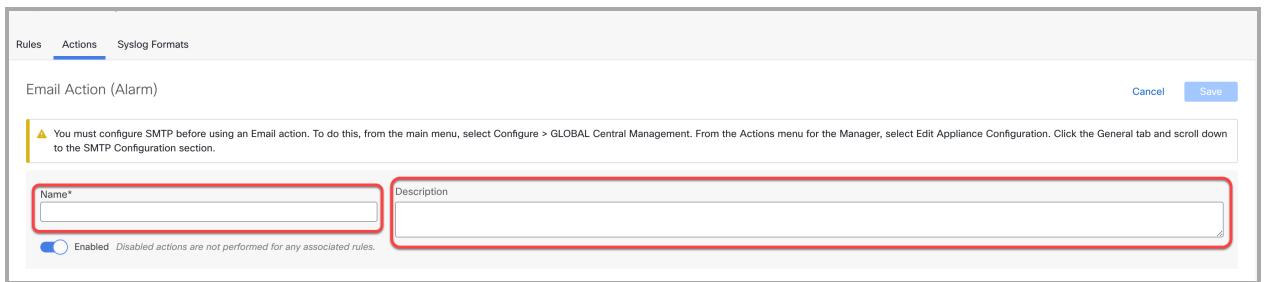 Rules Actions Syslog Formats
Email Action (Alarm)
Cancel Save
You must configure SMTP before using an Email action. To do this, from the main menu, select Configure > GLOBAL Central Management. From the Actions menu for the Manager, select Edit Appliance Configuration. Click the General tab and scroll down
to the SMTP Configuration section.
Name*
Description
Enabled Disabled actions are not performed for any associated rules.